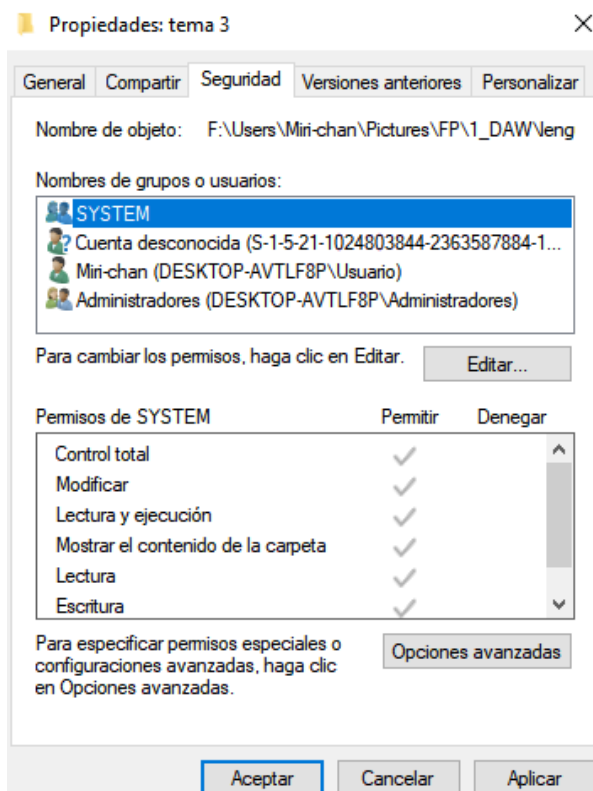 Propiedades: tema 3
General Compartir Seguridad Versiones anteriores Personalizar
Nombre de objeto: F:\Users\Miri-chan\Pictures\FP\1_DAW\leng
Nombres de grupos o usuarios:
SYSTEM
Cuenta desconocida (S-1-5-21-1024803844-2363587884-1...
Miri-chan (DESKTOP-AVTLF8P\Usuario)
Administradores (DESKTOP-AVTLF8P\Administradores)
Para cambiar los permisos, haga clic en Editar. Editar...
Permisos de SYSTEM Permitir Denegar
Control total
Modificar
Lectura y ejecución
Mostrar el contenido de la carpeta
Lectura
Escritura
Para especificar permisos especiales o
configuraciones avanzadas, haga clic
en Opciones avanzadas.
Opciones avanzadas
Aceptar Cancelar Aplicar